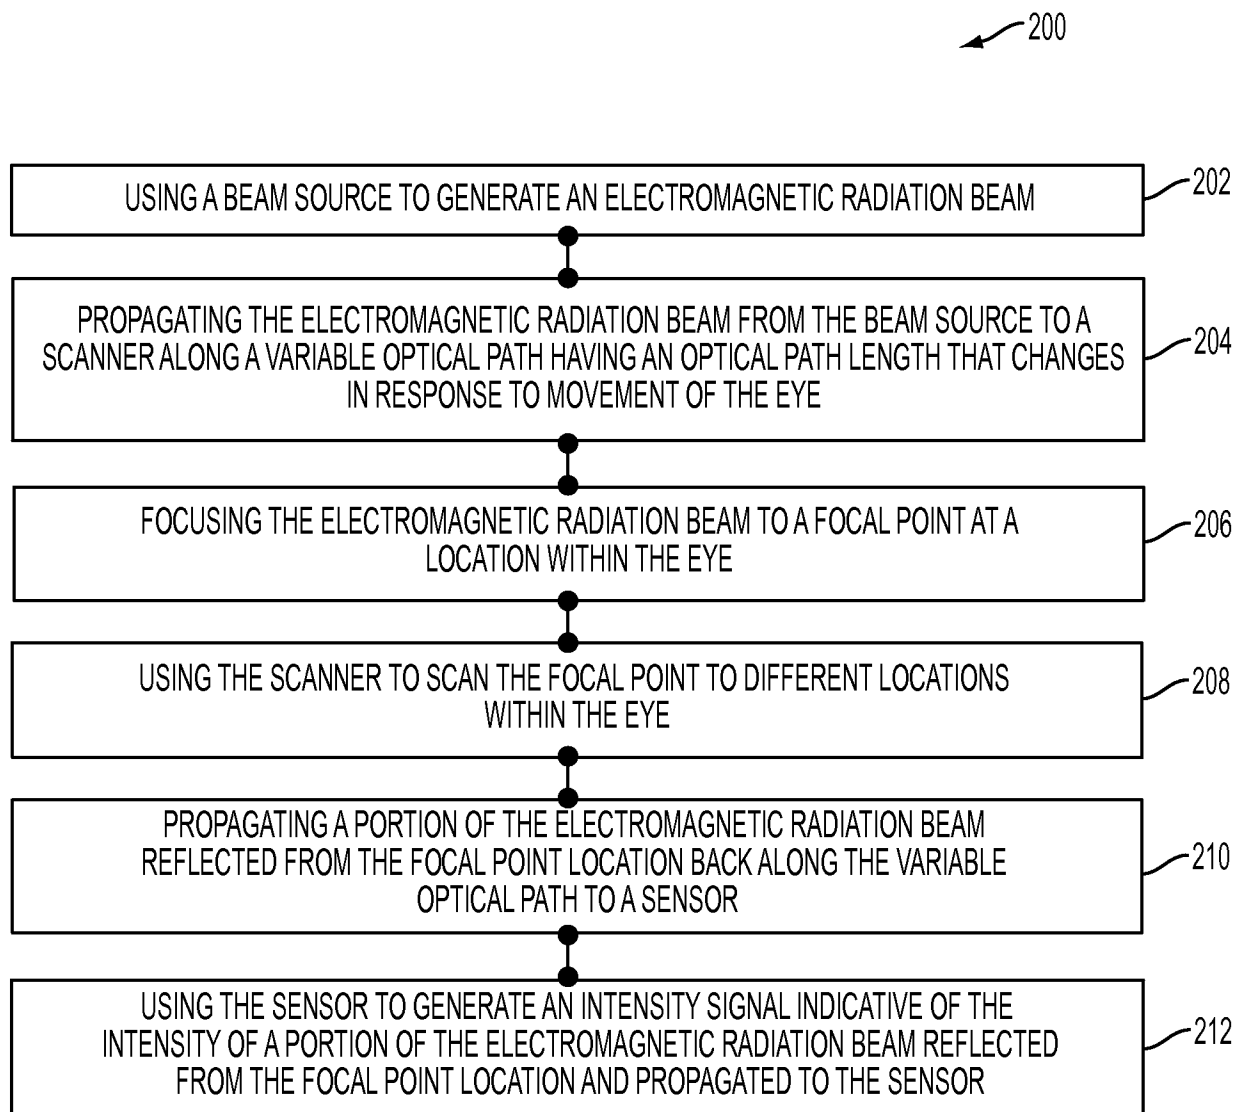 200
USING A BEAM SOURCE TO GENERATE AN ELECTROMAGNETIC RADIATION BEAM
202
PROPAGATING THE ELECTROMAGNETIC RADIATION BEAM FROM THE BEAM SOURCE TO A
SCANNER ALONG A VARIABLE OPTICAL PATH HAVING AN OPTICAL PATH LENGTH THAT CHANGES
IN RESPONSE TO MOVEMENT OF THE EYE
204
FOCUSING THE ELECTROMAGNETIC RADIATION BEAM TO A FOCAL POINT AT A
LOCATION WITHIN THE EYE
206
USING THE SCANNER TO SCAN THE FOCAL POINT TO DIFFERENT LOCATIONS
WITHIN THE EYE
208
PROPAGATING A PORTION OF THE ELECTROMAGNETIC RADIATION BEAM
REFLECTED FROM THE FOCAL POINT LOCATION BACK ALONG THE VARIABLE
OPTICAL PATH TO A SENSOR
210
USING THE SENSOR TO GENERATE AN INTENSITY SIGNAL INDICATIVE OF THE
INTENSITY OF A PORTION OF THE ELECTROMAGNETIC RADIATION BEAM REFLECTED
FROM THE FOCAL POINT LOCATION AND PROPAGATED TO THE SENSOR
212